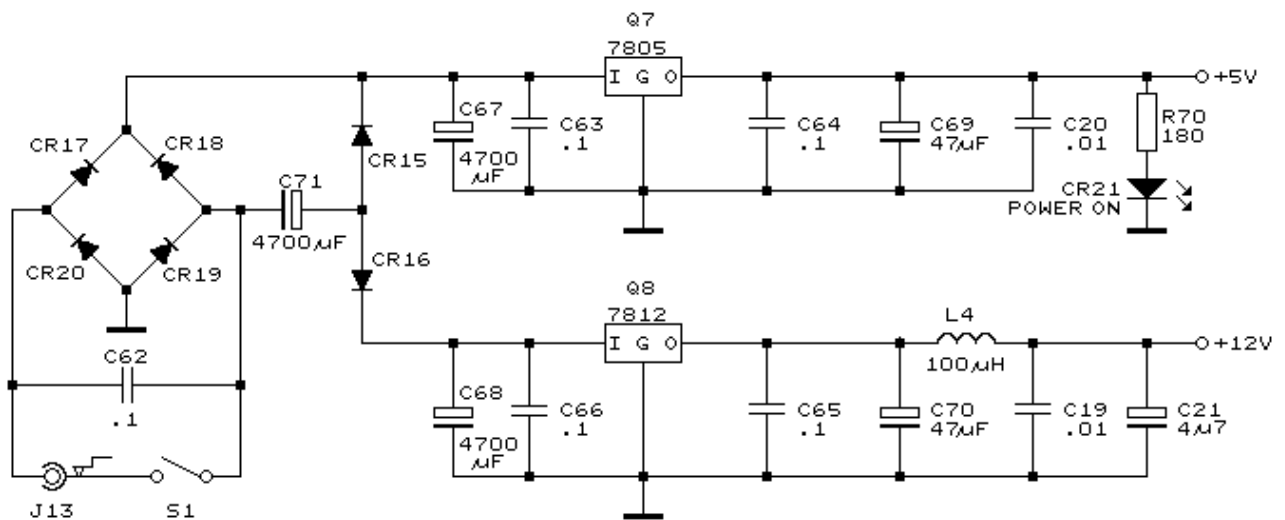 Q7
7805
I G O
+5V
CR17
CR18
CR15
C67
4700
µF
C63
.1
C64
.1
C69
47µF
C20
.01
R70
180
CR21
POWER ON
C71
4700µF
CR20
CR19
CR16
Q8
7812
I G O
L4
100µH
+12V
C62
.1
C68
4700
µF
C66
.1
C65
.1
C70
47µF
C19
.01
C21
4µ7
J13
S1